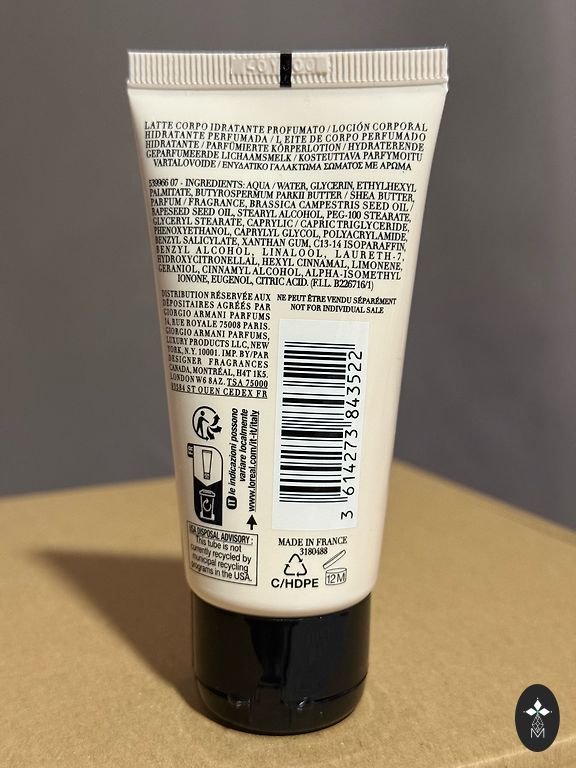 LATTE CORPO IDRATANTE PROFUMATO / LOCIÓN CORPORAL
HIDRATANTE PERFUMADA / LEITE DE CORPO PERFUMADO
HIDRATANTE / PARFÜMIERTE KÖRPERLOTION / HYDRATERENDE
GEPARFUMEERDE LICHAAMSMELK / KOSTEUTTAVA PARFYMOITU
VARTALOVOIDE / ΕΝΥΔΑΤΙΚΟ ΓΑΛΑΚΤΩΜΑ ΣΩΜΑΤΟΣ ΜΕ ΑΡΩΜΑ
539966 07 - INGREDIENTS: AQUA / WATER, GLYCERIN, ETHYLHEXYL
PALMITATE, BUTYROSPERMUM PARKII BUTTER / SHEA BUTTER,
PARFUM / FRAGRANCE, BRASSICA CAMPESTRIS SEED OIL /
RAPESEED SEED OIL, STEARYL ALCOHOL, PEG-100 STEARATE,
GLYCERYL STEARATE, CAPRYLIC / CAPRIC TRIGLYCERIDE,
PHENOXYETHANOL, CAPRYLYL GLYCOL, POLYACRYLAMIDE,
BENZYL SALICYLATE, XANTHAN GUM, C13-14 ISOPARAFFIN,
BENZYL ALCOHOL, LINALOOL, LAURETH-7,
HYDROXYCITRONELLAL, HEXYL CINNAMAL, LIMONENE,
GERANIOL, CINNAMYL ALCOHOL, ALPHA-ISOMETHYL
IONONE, EUGENOL, CITRIC ACID. (F.I.L. B226716/1)
DISTRIBUTION RÉSERVÉE AUX
DÉPOSITAIRES AGRÉÉS PAR
GIORGIO ARMANI PARFUMS
14, RUE ROYALE 75008 PARIS.
GIORGIO ARMANI PARFUMS,
LUXURY PRODUCTS LLC, NEW
YORK, N.Y. 10001. IMP. BY/PAR
DESIGNER FRAGRANCES
CANADA, MONTRÉAL, H4T 1K5.
LONDON W6 8AZ. TSA 75000
93584 ST OUEN CEDEX FR
NE PEUT ÊTRE VENDU SÉPARÉMENT
NOT FOR INDIVIDUAL SALE
3 614273 843522
FR
IT le indicazioni possono
variare localmente
www.loreal.com/it-it/italy
USA DISPOSAL ADVISORY:
This tube is not
currently recycled by
municipal recycling
programs in the USA.
MADE IN FRANCE
3180488
C/HDPE
12M
M